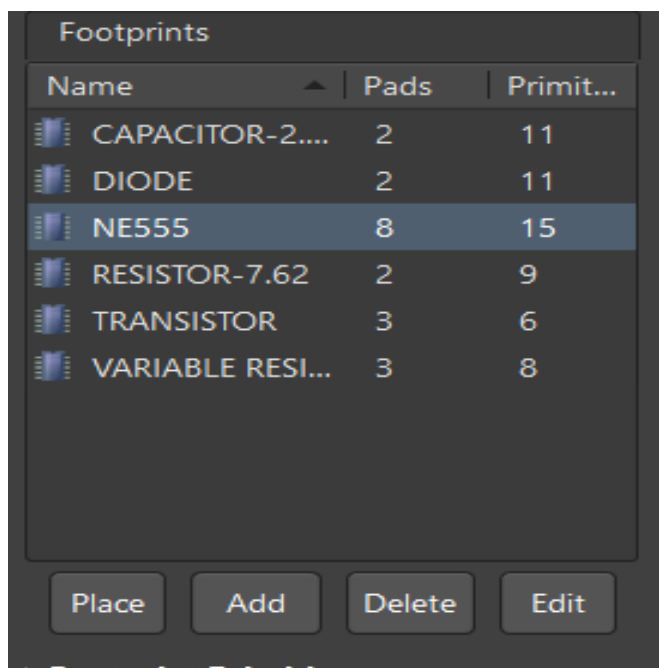 Footprints
Name Pads Primit...
CAPACITOR-2.... 2 11
DIODE 2 11
NE555 8 15
RESISTOR-7.62 2 9
TRANSISTOR 3 6
VARIABLE RESI... 3 8
Place Add Delete Edit